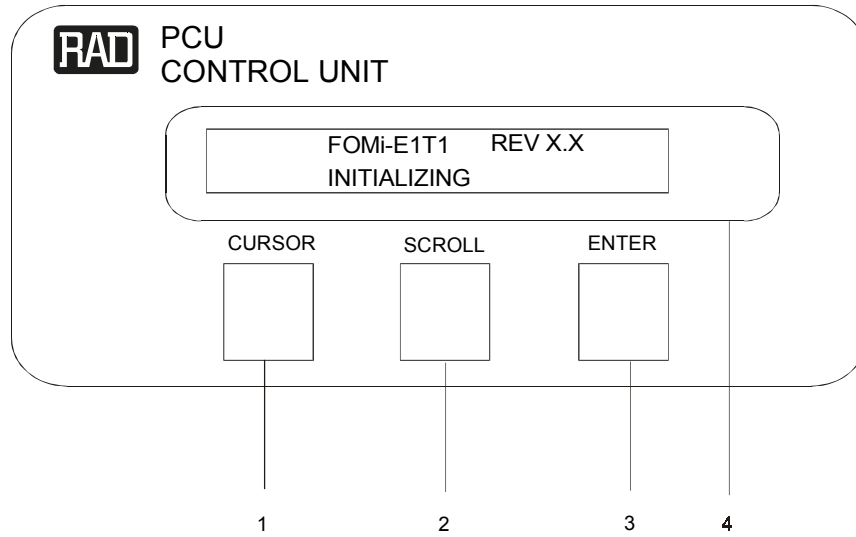 RAD PCU
CONTROL UNIT
FOMi-E1T1 REV X.X
INITIALIZING
CURSOR SCROLL ENTER
1 2 3 4